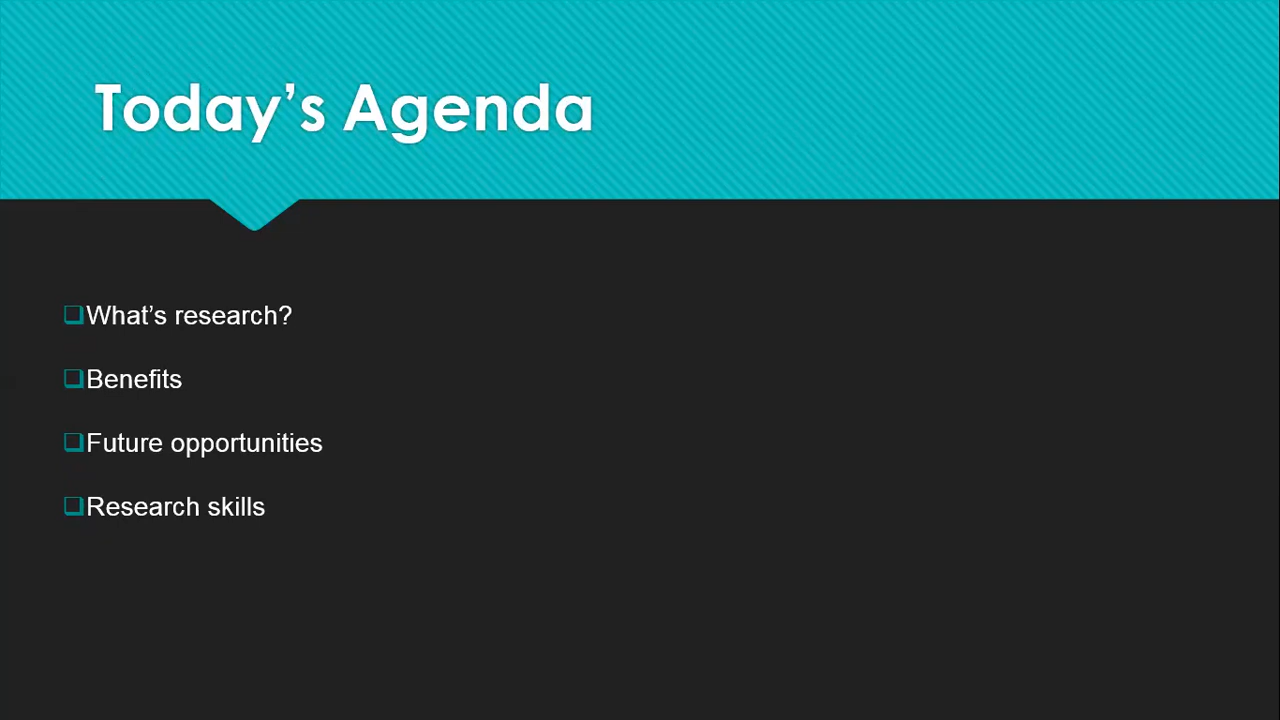 Today’s Agenda
What’s research?
Benefits
Future opportunities
Research skills